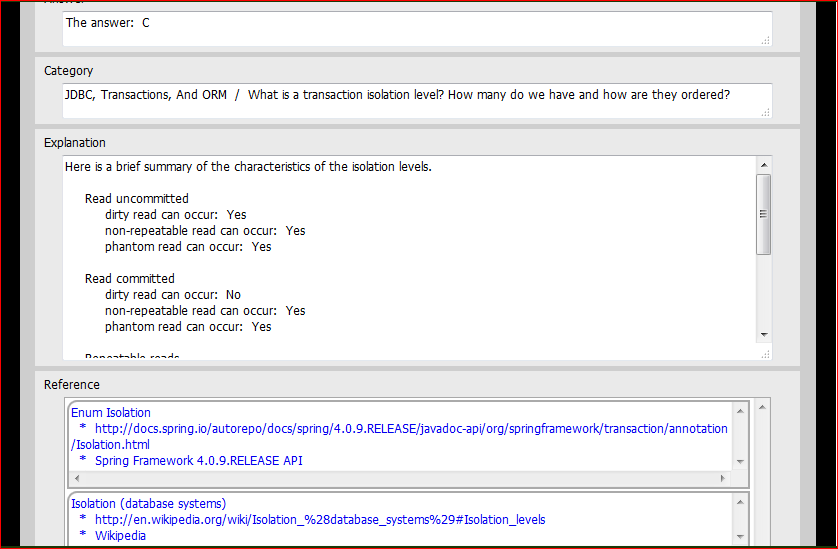 The answer:  C
Category
JDBC, Transactions, And ORM  /  What is a transaction isolation level? How many do we have and how are they ordered?
Explanation
Here is a brief summary of the characteristics of the isolation levels.
Read uncommitted
dirty read can occur:  Yes
non-repeatable read can occur:  Yes
phantom read can occur:  Yes
Read committed
dirty read can occur:  No
non-repeatable read can occur:  Yes
phantom read can occur:  Yes
Repeatable reads
Reference
Enum Isolation
*  http://docs.spring.io/autorepo/docs/spring/4.0.9.RELEASE/javadoc-api/org/springframework/transaction/annotation
/Isolation.html
*  Spring Framework 4.0.9.RELEASE API
Isolation (database systems)
*  http://en.wikipedia.org/wiki/Isolation_%28database_systems%29#Isolation_levels
*  Wikipedia